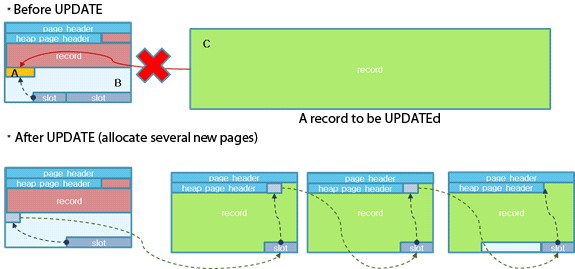 * Before UPDATE
page header
heap page header
record
A
B
slot slot
C
record
A record to be UPDATEd
* After UPDATE (allocate several new pages)
page header
heap page header
record
slot
page header
heap page header
record
slot
page header
heap page header
record
slot
page header
heap page header
record
slot